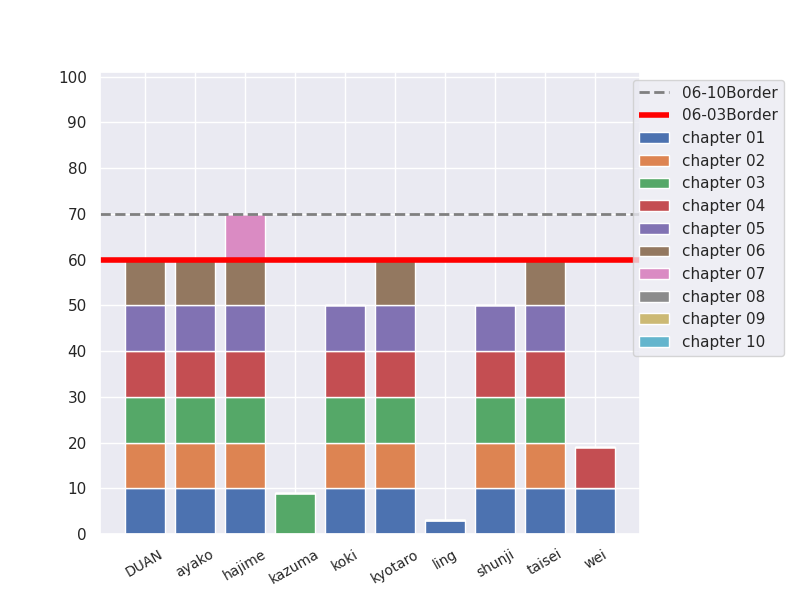 100
90
80
70
60
50
40
30
20
10
0
DUAN
ayako
hajime
kazuma
koki
kyotaro
ling
shunji
taisei
wei
06-10Border
06-03Border
chapter 01
chapter 02
chapter 03
chapter 04
chapter 05
chapter 06
chapter 07
chapter 08
chapter 09
chapter 10